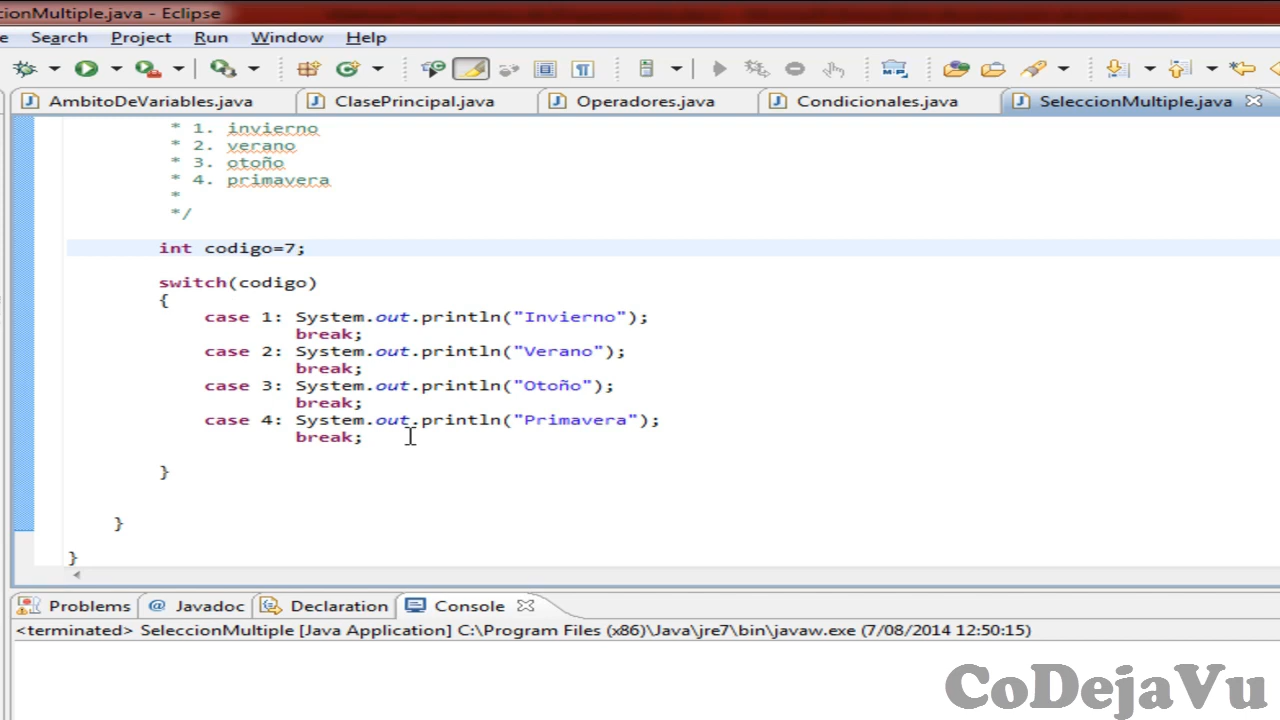 cionMultiple.java - Eclipse
e Search Project Run Window Help
AmbitoDeVariables.java ClasePrincipal.java Operadores.java Condicionales.java SeleccionMultiple.java
* 1. invierno
* 2. verano
* 3. otoño
* 4. primavera
*
*/
int codigo=7;
switch(codigo)
{
case 1: System.out.println("Invierno");
break;
case 2: System.out.println("Verano");
break;
case 3: System.out.println("Otoño");
break;
case 4: System.out.println("Primavera");
break;
}
}
}
Problems @ Javadoc Declaration Console
<terminated> SeleccionMultiple [Java Application] C:\Program Files (x86)\Java\jre7\bin\javaw.exe (7/08/2014 12:50:15)
CoDejaVu